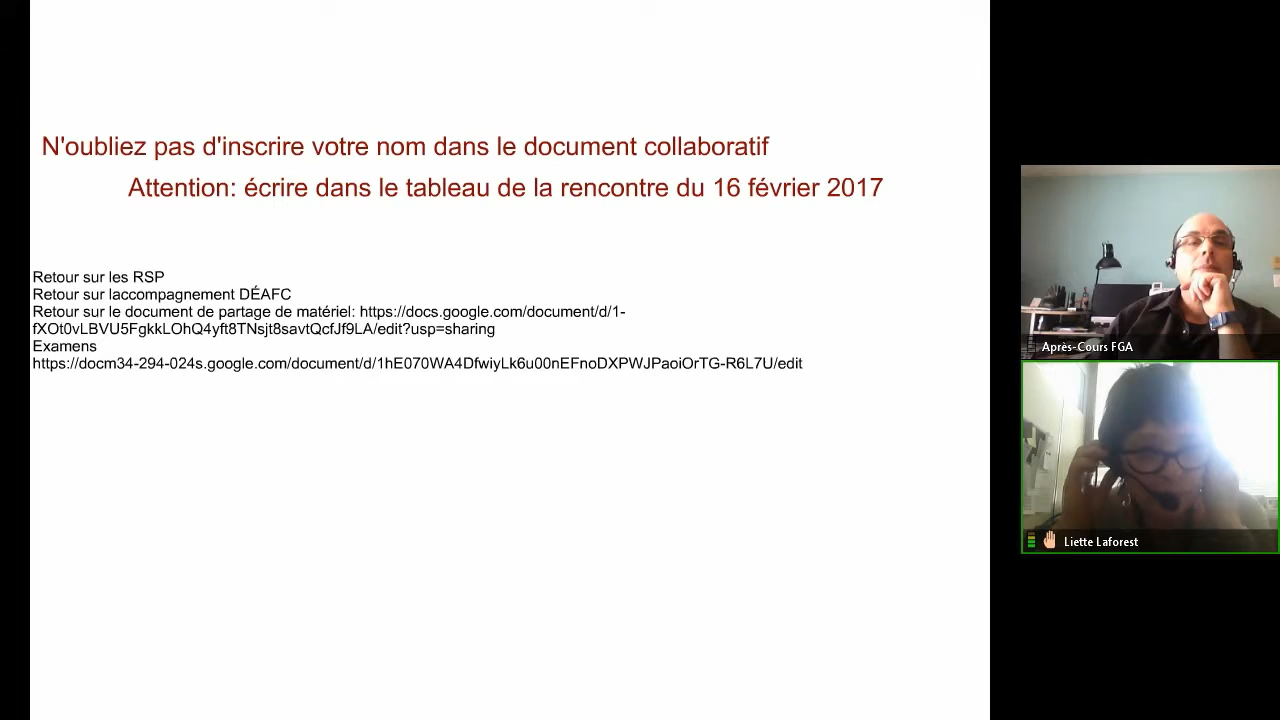 N'oubliez pas d'inscrire votre nom dans le document collaboratif
Attention: écrire dans le tableau de la rencontre du 16 février 2017
Retour sur les RSP
Retour sur laccompagnement DÉAFC
Retour sur le document de partage de matériel: https://docs.google.com/document/d/1-
fXOt0vLBVU5FgkkLOhQ4yft8TNsjt8savtQcfJf9LA/edit?usp=sharing
Examens
https://docm34-294-024s.google.com/document/d/1hE070WA4DfwiyLk6u00nEFnoDXPWJPaoiOrTG-R6L7U/edit
Après-Cours FGA
Liette Laforest